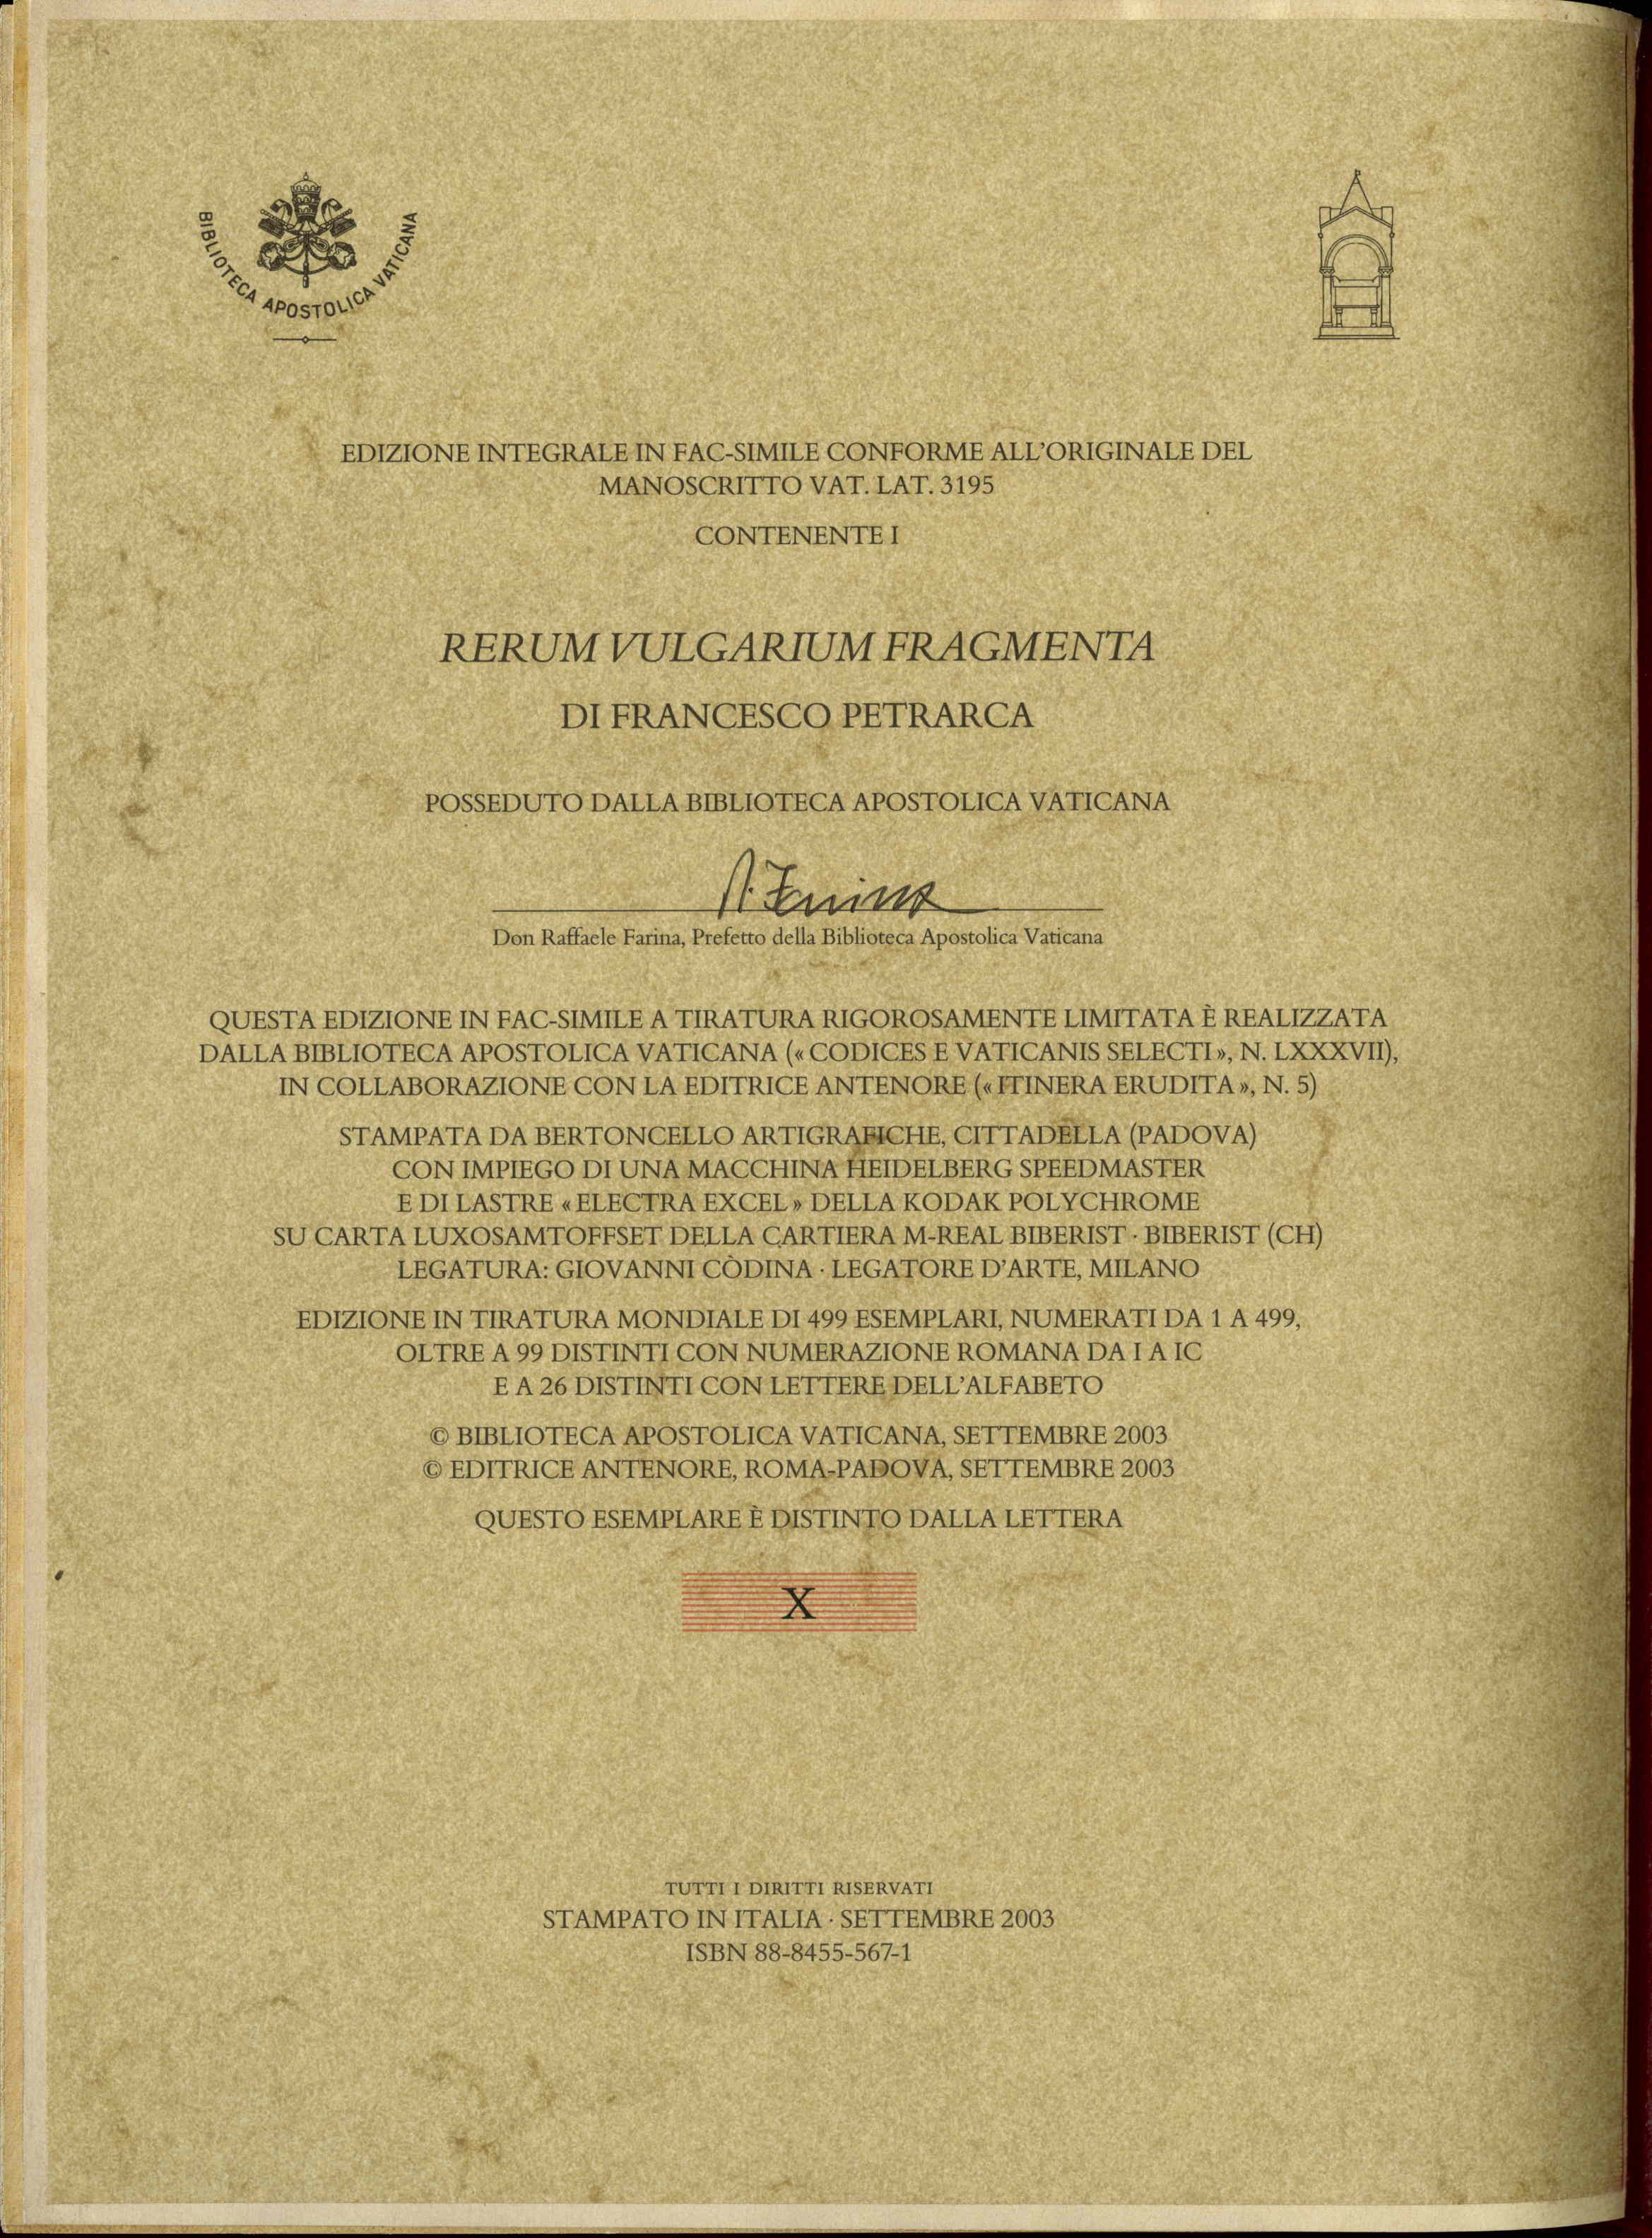 BIBLIOTECA APOSTOLICA VATICANA
EDIZIONE INTEGRALE IN FAC-SIMILE CONFORME ALL'ORIGINALE DEL
MANOSCRITTO VAT. LAT. 3195
CONTENENTE I
RERUM VULGARIUM FRAGMENTA
DI FRANCESCO PETRARCA
POSSEDUTO DALLA BIBLIOTECA APOSTOLICA VATICANA
R. Farina
Don Raffaele Farina, Prefetto della Biblioteca Apostolica Vaticana
QUESTA EDIZIONE IN FAC-SIMILE A TIRATURA RIGOROSAMENTE LIMITATA È REALIZZATA
DALLA BIBLIOTECA APOSTOLICA VATICANA (« CODICES E VATICANIS SELECTI », N. LXXXVII),
IN COLLABORAZIONE CON LA EDITRICE ANTENORE (« ITINERA ERUDITA », N. 5)
STAMPATA DA BERTONCELLO ARTIGRAFICHE, CITTADELLA (PADOVA)
CON IMPIEGO DI UNA MACCHINA HEIDELBERG SPEEDMASTER
E DI LASTRE « ELECTRA EXCEL » DELLA KODAK POLYCHROME
SU CARTA LUXOSAMTOFFSET DELLA CARTIERA M-REAL BIBERIST · BIBERIST (CH)
LEGATURA: GIOVANNI CÒDINA · LEGATORE D'ARTE, MILANO
EDIZIONE IN TIRATURA MONDIALE DI 499 ESEMPLARI, NUMERATI DA 1 A 499,
OLTRE A 99 DISTINTI CON NUMERAZIONE ROMANA DA I A IC
E A 26 DISTINTI CON LETTERE DELL'ALFABETO
© BIBLIOTECA APOSTOLICA VATICANA, SETTEMBRE 2003
© EDITRICE ANTENORE, ROMA-PADOVA, SETTEMBRE 2003
QUESTO ESEMPLARE È DISTINTO DALLA LETTERA
X
TUTTI I DIRITTI RISERVATI
STAMPATO IN ITALIA · SETTEMBRE 2003
ISBN 88-8455-567-1